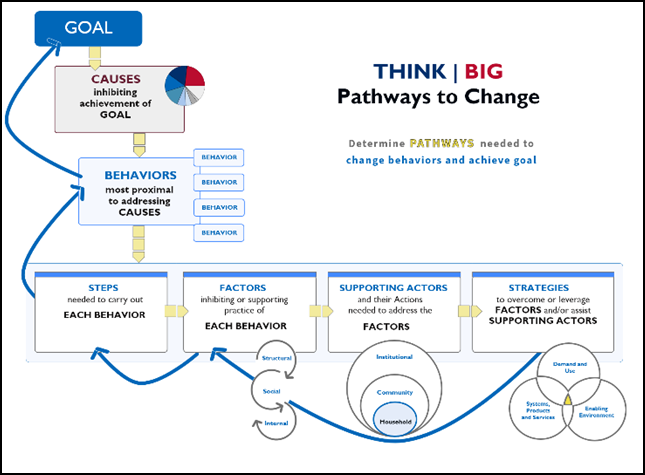 GOAL
THINK | BIG
Pathways to Change
Determine PATHWAYS needed to
change behaviors and achieve goal
CAUSES
inhibiting
achievement of
GOAL
BEHAVIORS
most proximal
to addressing
CAUSES
BEHAVIOR
BEHAVIOR
BEHAVIOR
BEHAVIOR
STEPS
needed to carry out
EACH BEHAVIOR
FACTORS
inhibiting or supporting
practice of
EACH BEHAVIOR
SUPPORTING ACTORS
and their Actions
needed to address the
FACTORS
STRATEGIES
to overcome or leverage
FACTORS and/or assist
SUPPORTING ACTORS
Structural
Social
Internal
Institutional
Community
Household
Demand and
Use
Systems,
Products
and Services
Enabling
Environment